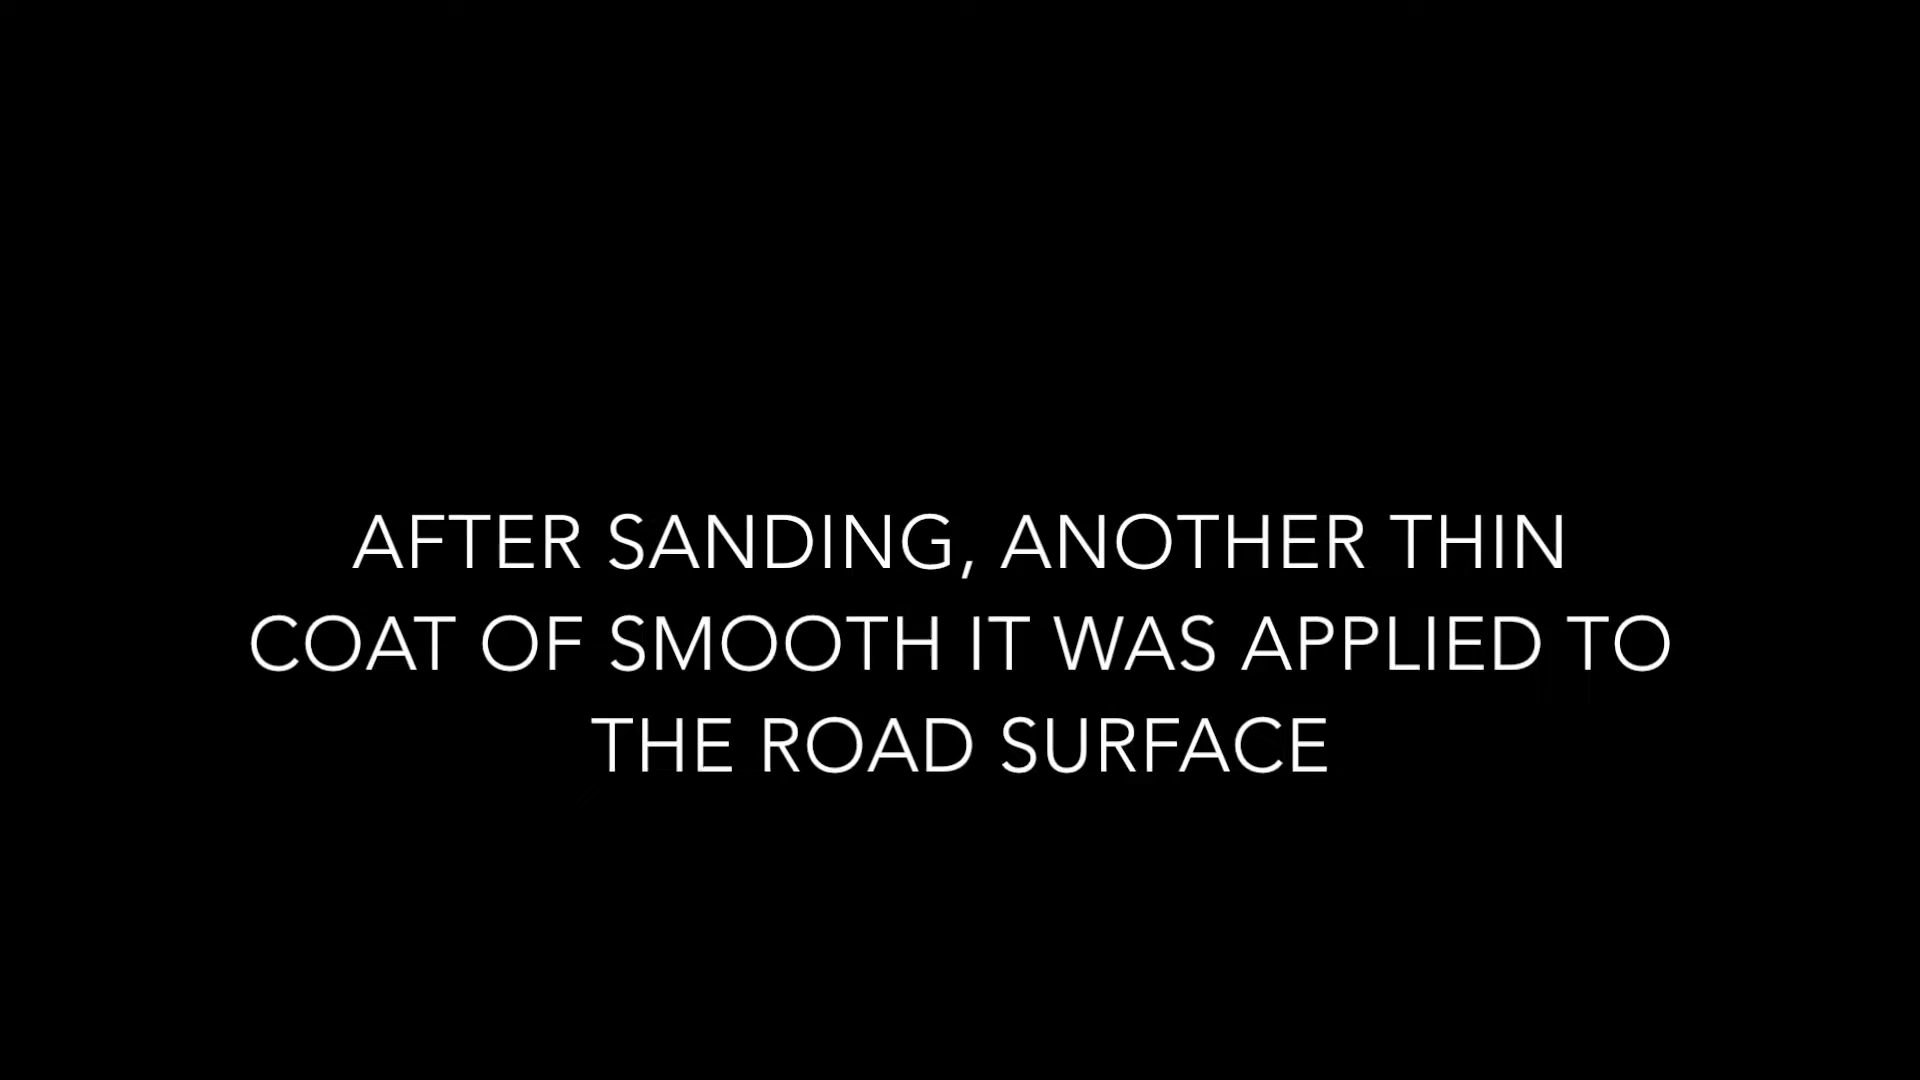 AFTER SANDING, ANOTHER THIN
COAT OF SMOOTH IT WAS APPLIED TO
THE ROAD SURFACE